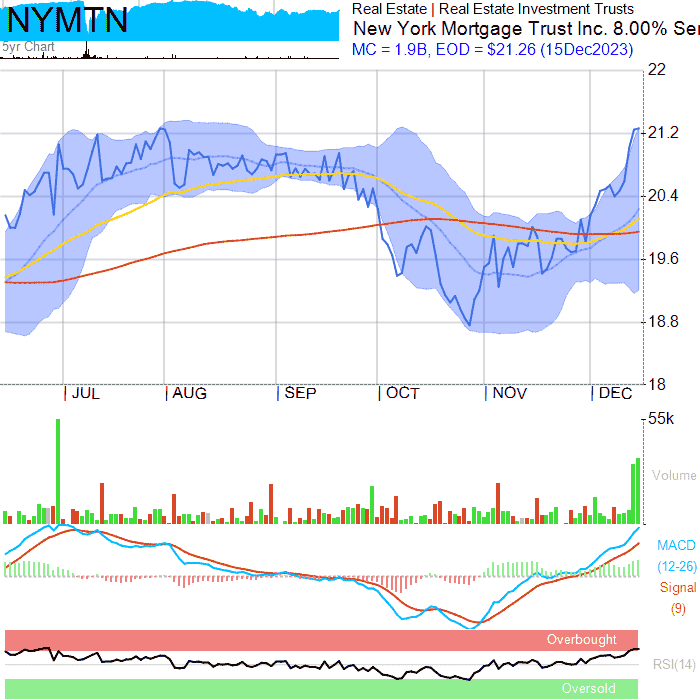 NYMTN
5yr Chart
Real Estate | Real Estate Investment Trusts
New York Mortgage Trust Inc. 8.00% Ser
MC = 1.9B, EOD = $21.26 (15Dec2023)
22
21.2
20.4
19.6
18.8
18
JUL AUG SEP OCT NOV DEC
55k
Volume
MACD
(12-26)
Signal
(9)
Overbought
RSI(14)
Oversold